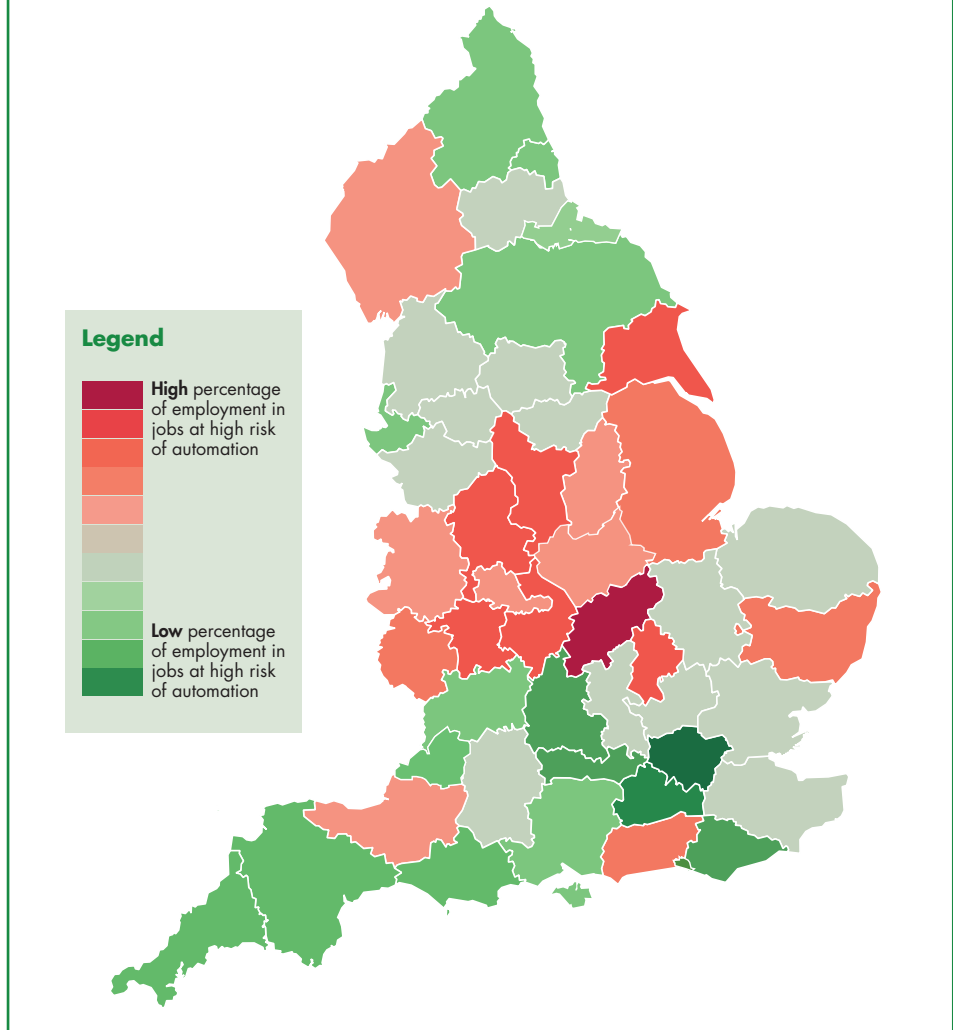 Legend
High percentage
of employment in
jobs at high risk
of automation
Low percentage
of employment in
jobs at high risk
of automation